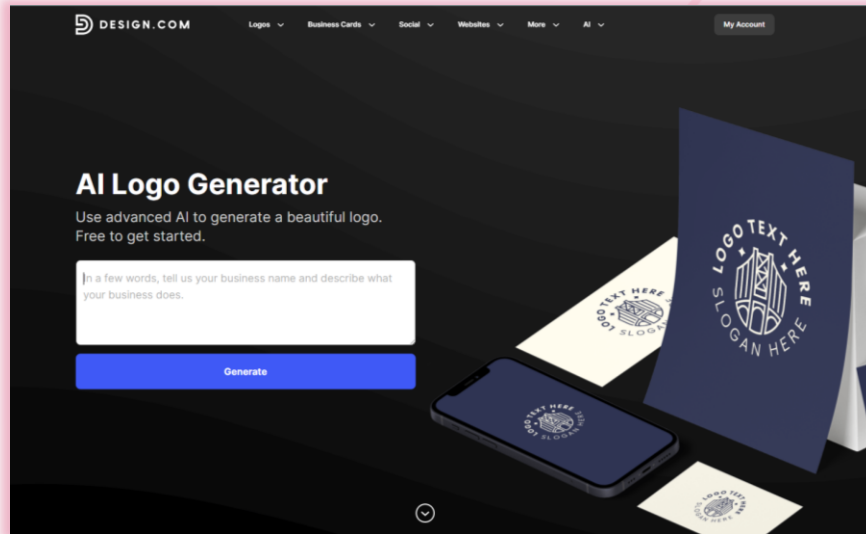 DESIGN.COM
Logos
Business Cards
Social
Websites
More
AI
My Account
AI Logo Generator
Use advanced AI to generate a beautiful logo.
Free to get started.
In a few words, tell us your business name and describe what
your business does.
Generate
LOGO TEXT HERE
SLOGAN HERE
LOGO TEXT HERE
SLOGAN HERE
LOGO TEXT HERE
SLOGAN HERE
LOGO TEXT HERE